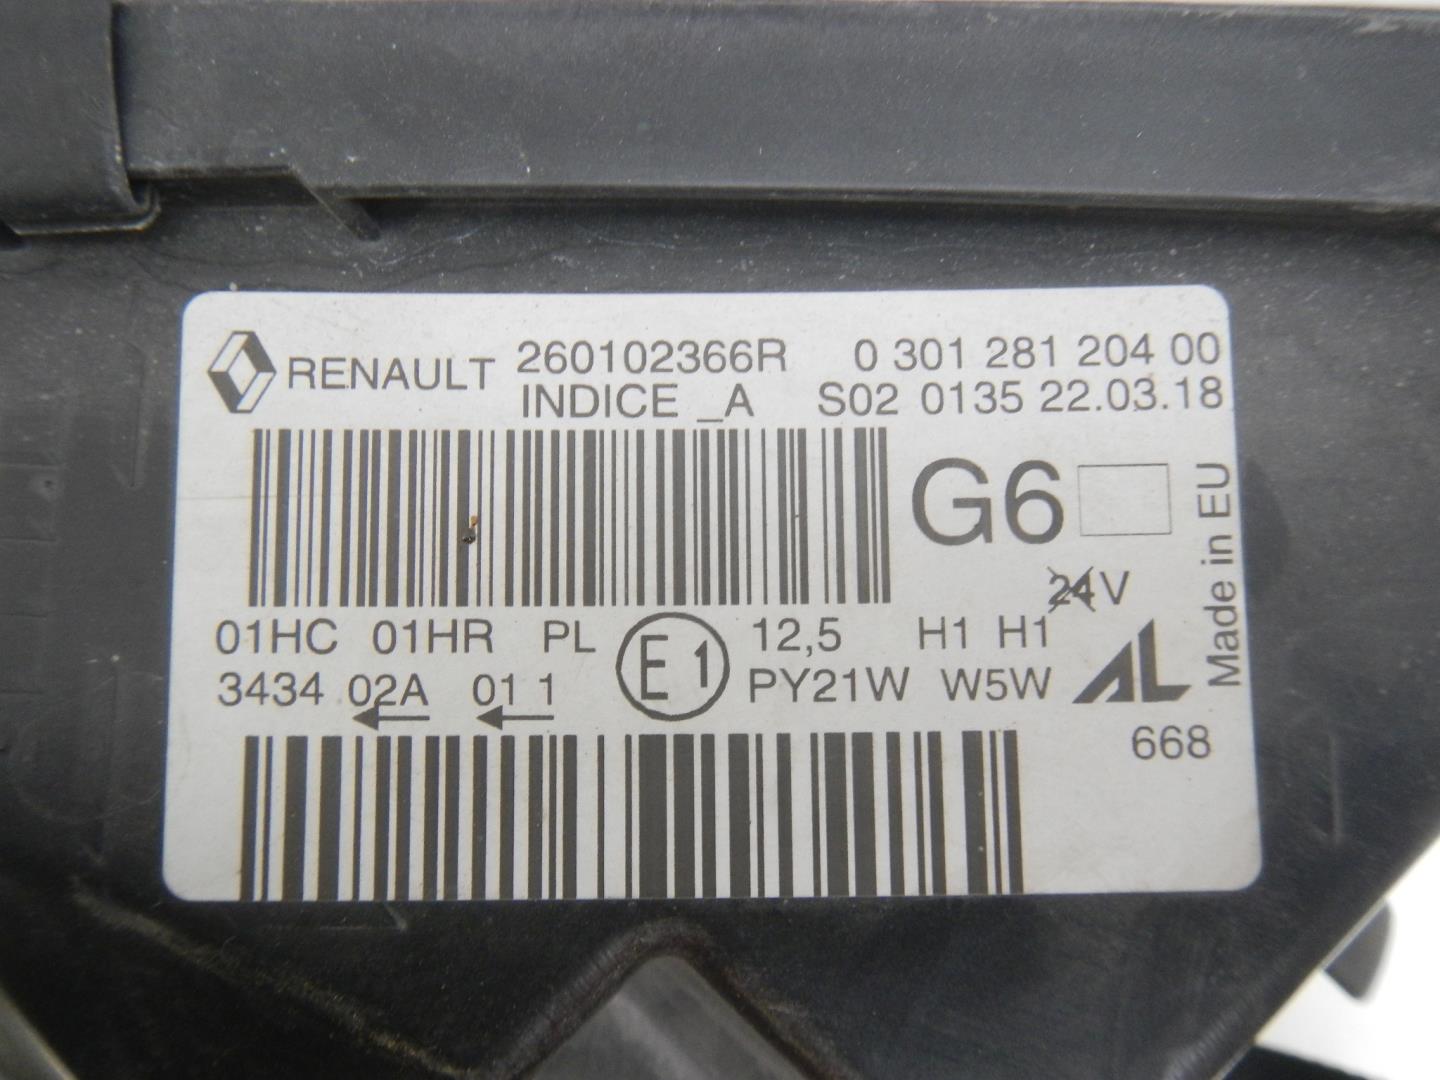 RENAULT 260102366R 0 301 281 204 00
INDICE _A S02 0135 22.03.18
G6
Made in EU
24V
01HC 01HR PL E1 12,5 H1 H1
3434 02A 01 1 PY21W W5W AL
668